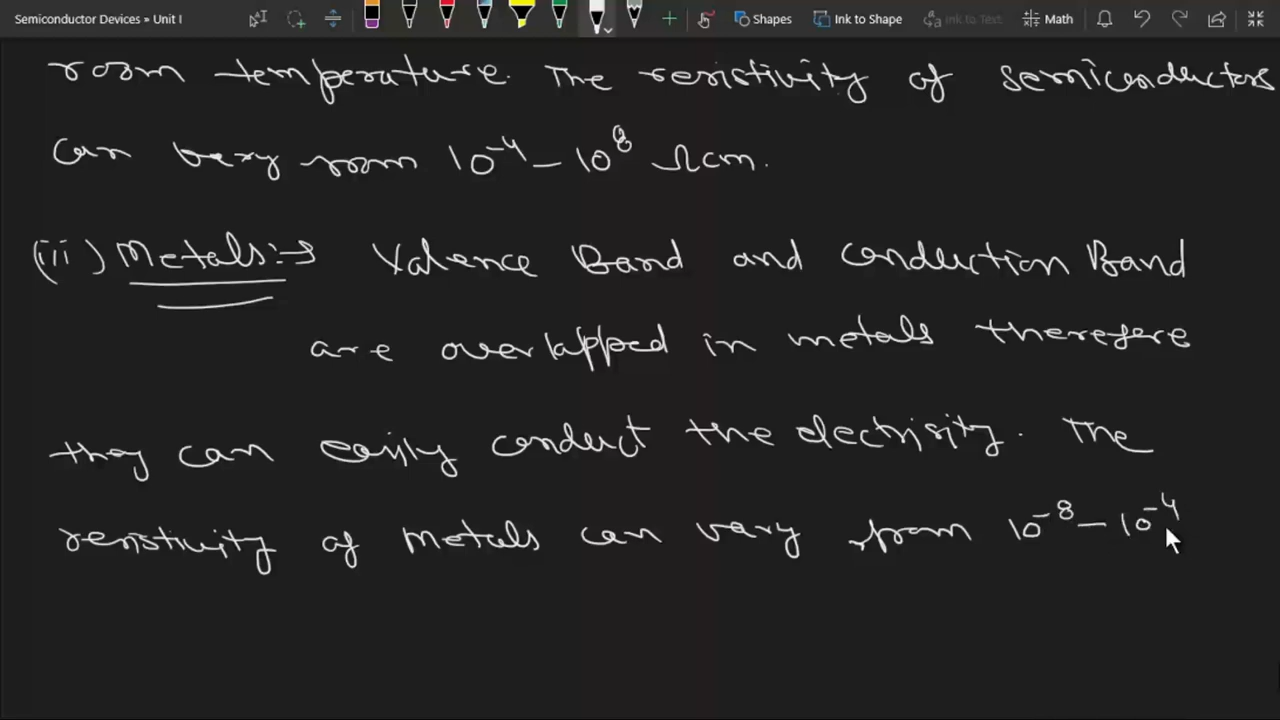 Semiconductor Devices » Unit I
Shapes
Ink to Shape
Ink to Text
Math
room temperature. The resistivity of semiconductors
can vary from 10⁻⁴ – 10⁸ Ωcm.
(iii) Metals:→ Valence Band and Conduction Band
are overlapped in metals therefore
they can easily conduct the electrisity. The
resistivity of metals can vary from 10⁻⁸ – 10⁻⁴